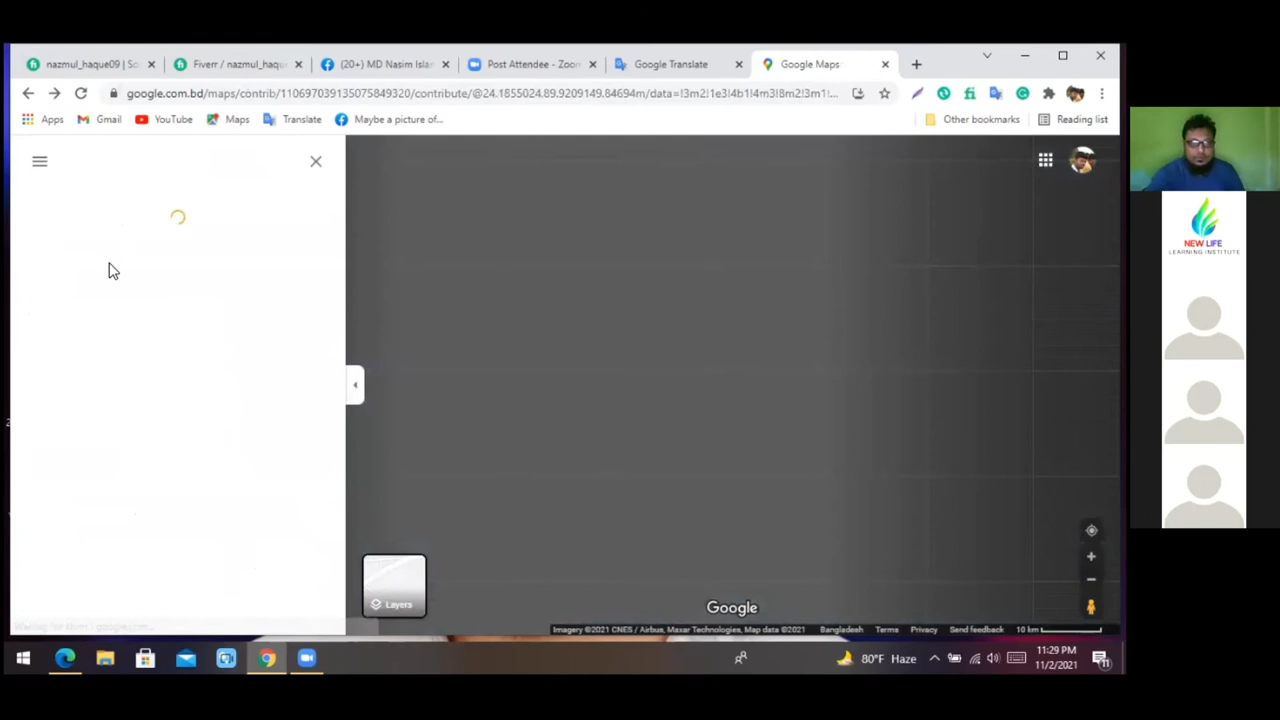 nazmul_haque09 | So
Fiverr / nazmul_haqu
(20+) MD Nasim Islan
Post Attendee - Zoom
Google Translate
Google Maps
google.com.bd/maps/contrib/110697039135075849320/contribute/@24.1855024,89.9209149,84694m/data=!3m2!1e3!4b1!4m3!8m2!3m1!...
Apps
Gmail
YouTube
Maps
Translate
Maybe a picture of...
Other bookmarks
Reading list
NEW LIFE
LEARNING INSTITUTE
Layers
Google
Imagery ©2021 CNES / Airbus, Maxar Technologies, Map data ©2021
Bangladesh
Terms
Privacy
Send feedback
10 km
80°F Haze
11:29 PM
11/2/2021